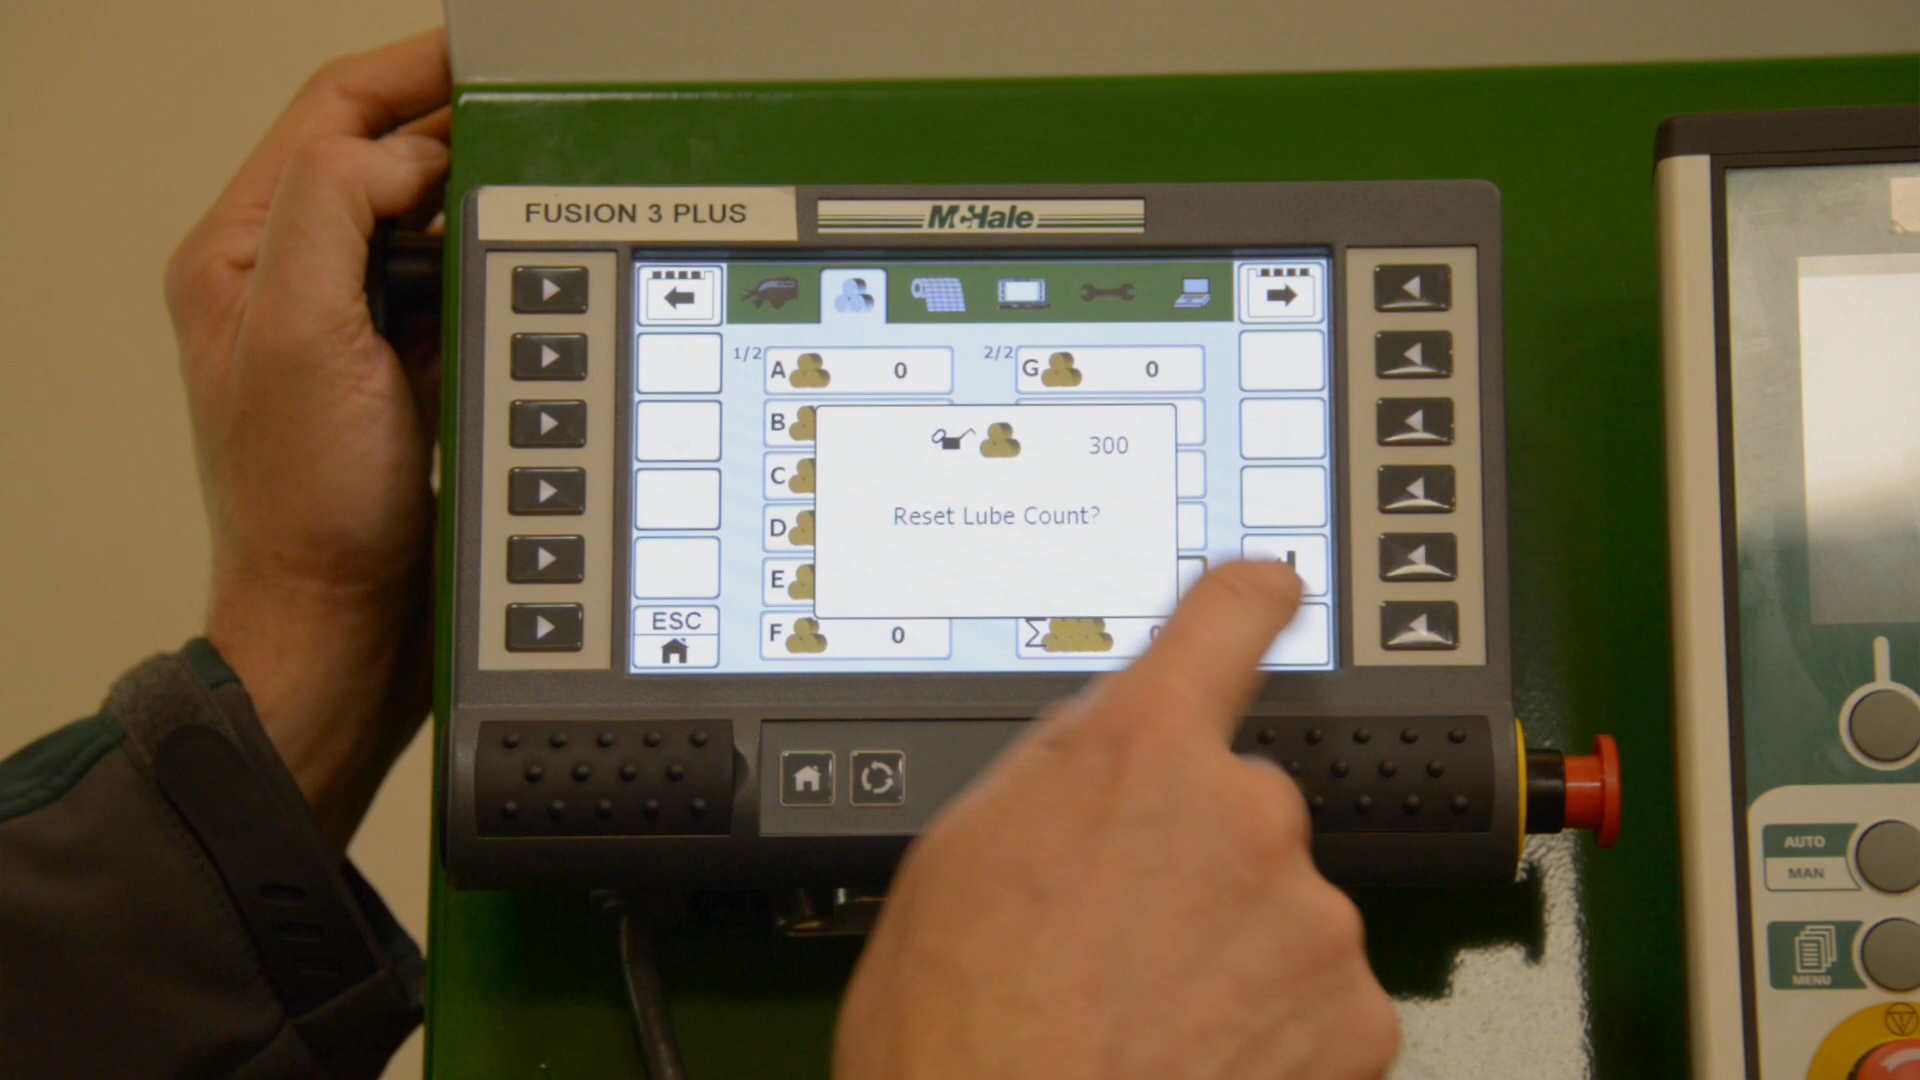 FUSION 3 PLUS
McHale
1/2
A 0
2/2
G 0
B
300
C
Reset Lube Count?
D
E
ESC
F 0
Σ 0
AUTO
MAN
MENU